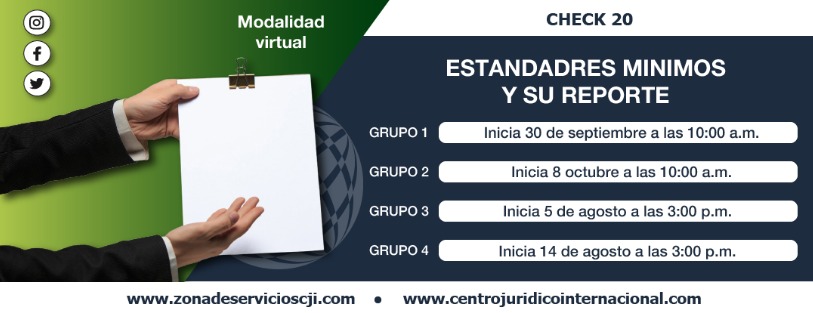 Modalidad
virtual
CHECK 20
ESTANDADRES MINIMOS
Y SU REPORTE
GRUPO 1 Inicia 30 de septiembre a las 10:00 a.m.
GRUPO 2 Inicia 8 octubre a las 10:00 a.m.
GRUPO 3 Inicia 5 de agosto a las 3:00 p.m.
GRUPO 4 Inicia 14 de agosto a las 3:00 p.m.
www.zonadeservicioscji.com • www.centrojuridicointernacional.com